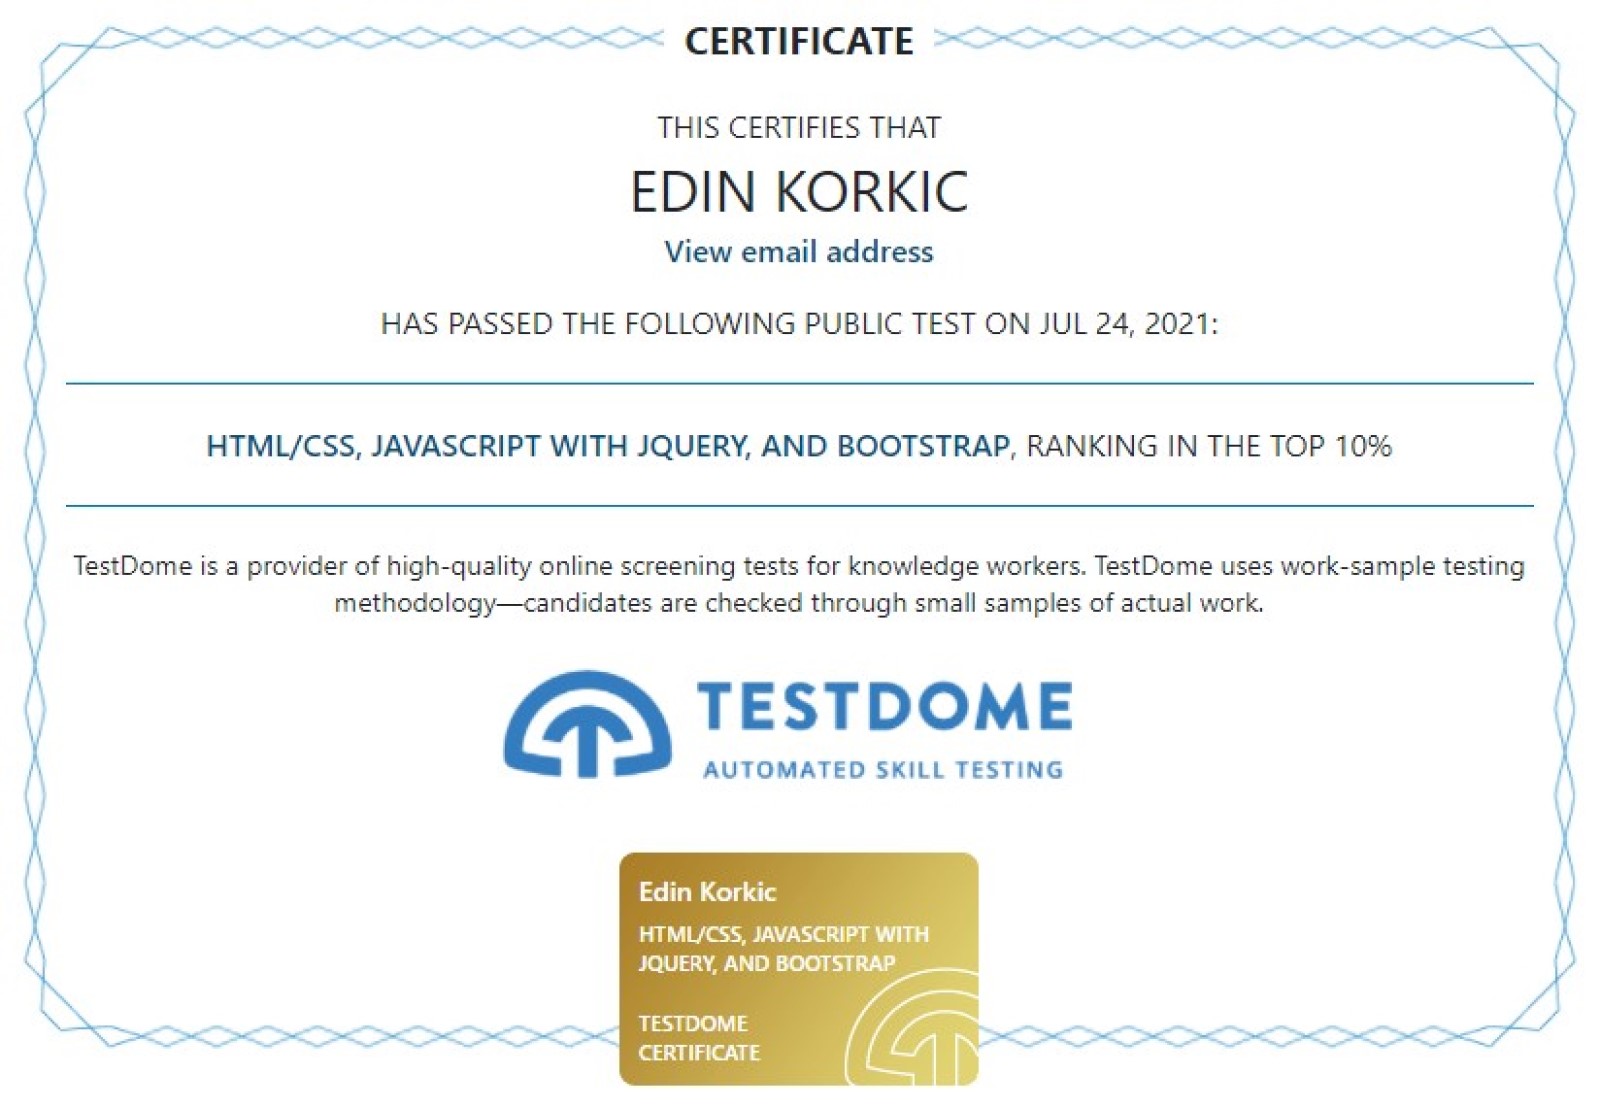 CERTIFICATE
THIS CERTIFIES THAT
EDIN KORKIC
View email address
HAS PASSED THE FOLLOWING PUBLIC TEST ON JUL 24, 2021:
HTML/CSS, JAVASCRIPT WITH JQUERY, AND BOOTSTRAP, RANKING IN THE TOP 10%
TestDome is a provider of high-quality online screening tests for knowledge workers. TestDome uses work-sample testing
methodology—candidates are checked through small samples of actual work.
TESTDOME
AUTOMATED SKILL TESTING
Edin Korkic
HTML/CSS, JAVASCRIPT WITH
JQUERY, AND BOOTSTRAP
TESTDOME
CERTIFICATE